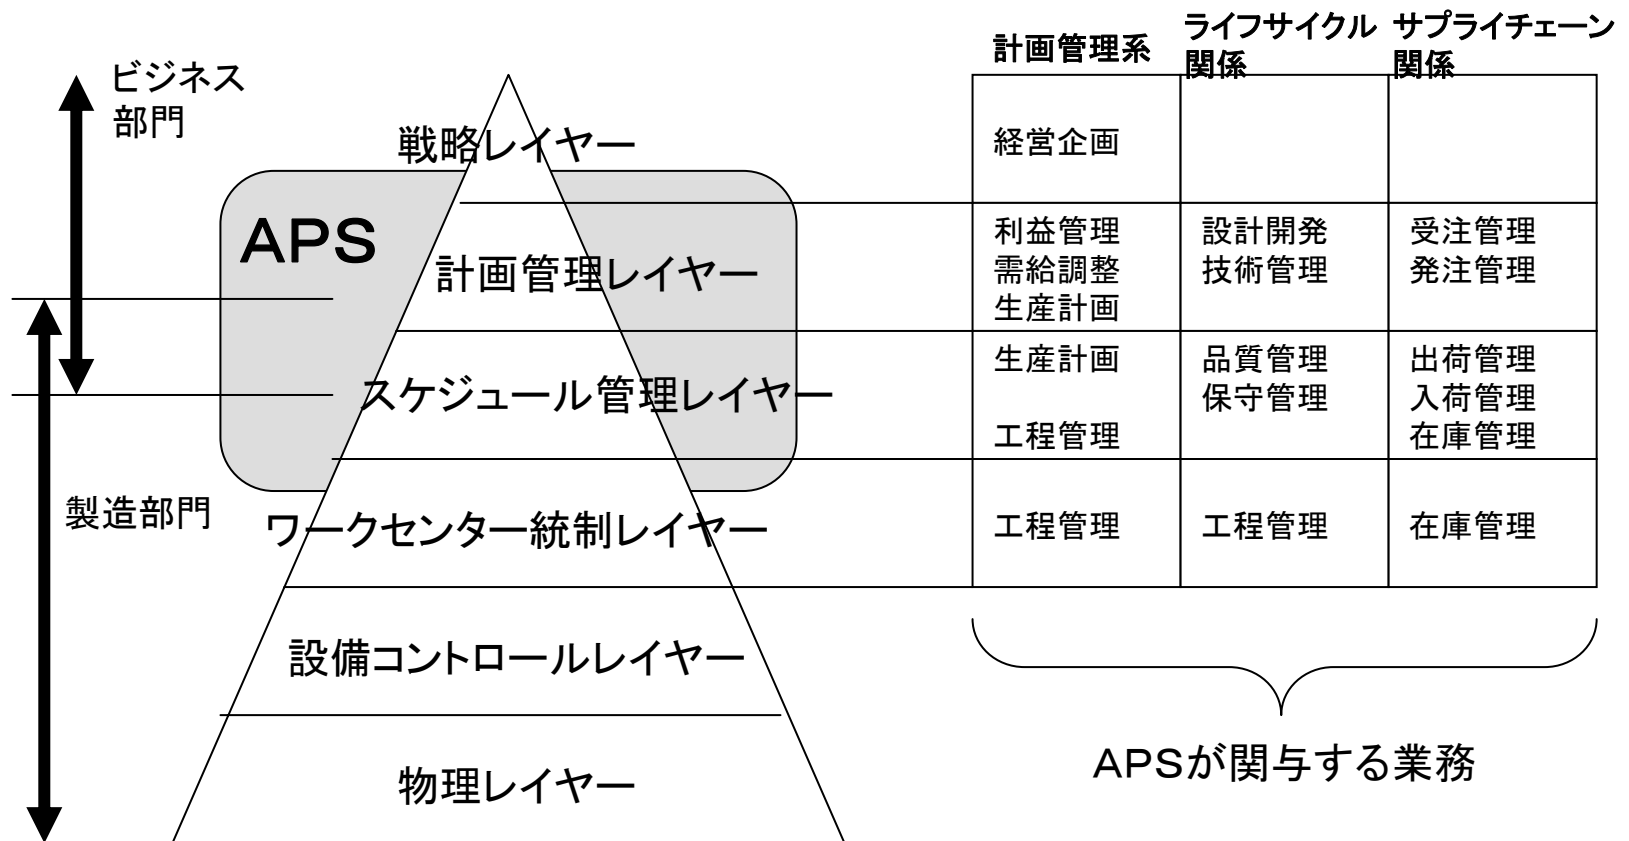 ビジネス
部門
製造部門
APS
戦略レイヤー
計画管理レイヤー
スケジュール管理レイヤー
ワークセンター統制レイヤー
設備コントロールレイヤー
物理レイヤー
計画管理系
ライフサイクル
関係
サプライチェーン
関係
経営企画
利益管理
需給調整
生産計画
設計開発
技術管理
受注管理
発注管理
生産計画
工程管理
品質管理
保守管理
出荷管理
入荷管理
在庫管理
工程管理
工程管理
在庫管理
APSが関与する業務